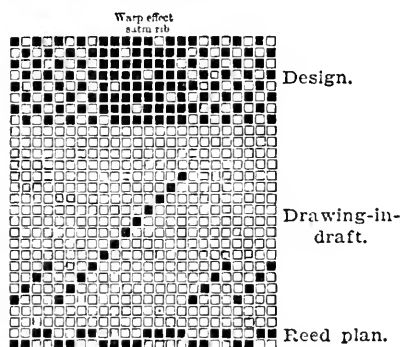 Warp effect
satin rib
Design.
Drawing-in-
draft.
Reed plan.